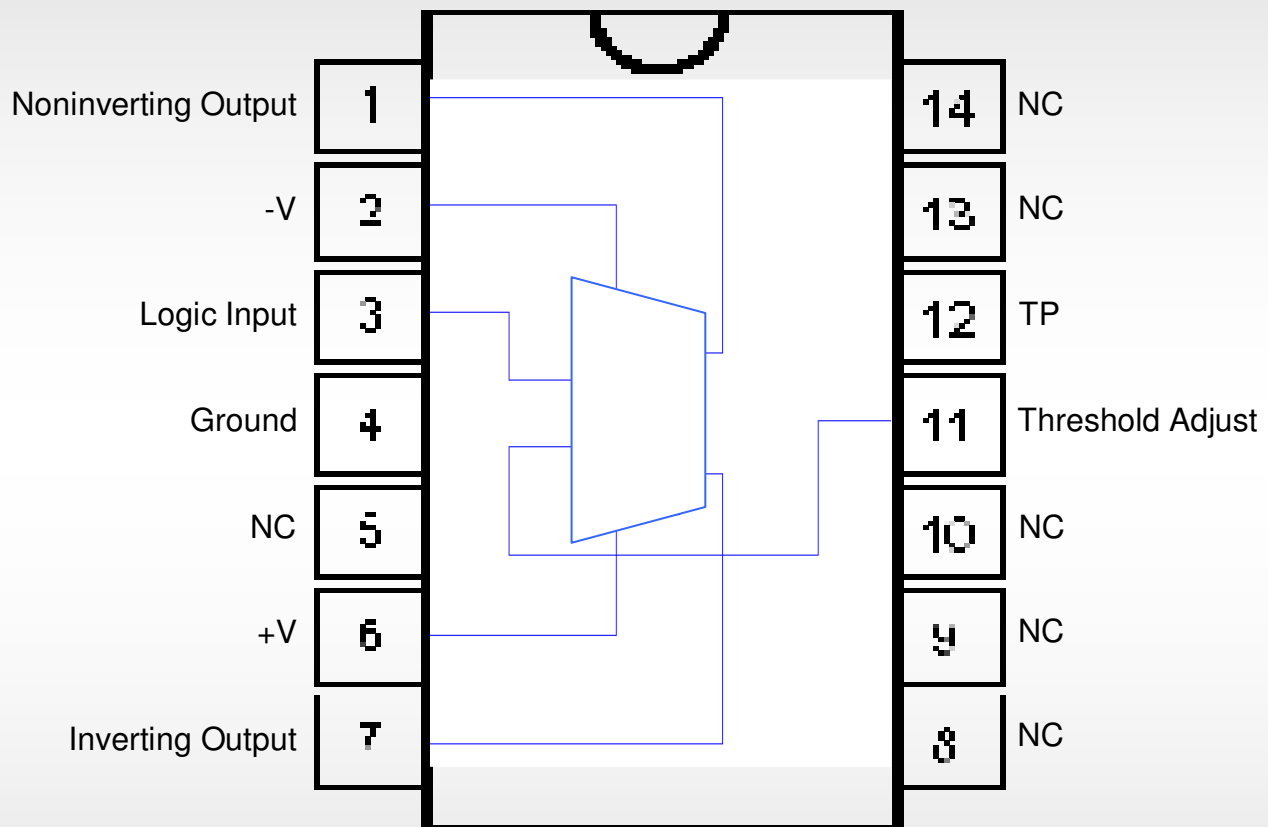 Noninverting Output 1 14 NC
-V 2 13 NC
Logic Input 3 12 TP
Ground 4 11 Threshold Adjust
NC 5 10 NC
+V 6 9 NC
Inverting Output 7 8 NC